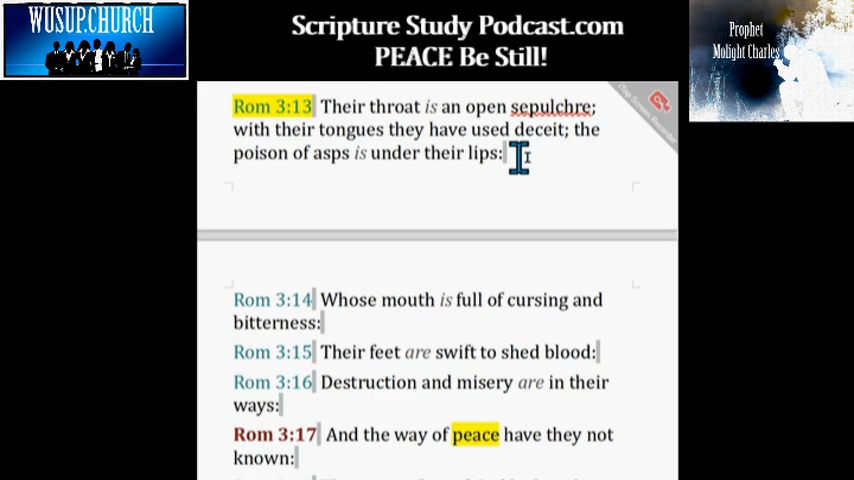 WUSUP.CHURCH
Scripture Study Podcast.com
PEACE Be Still!
Prophet
Molight Charles
iTop Screen Recorder
Rom 3:13 Their throat is an open sepulchre;
with their tongues they have used deceit; the
poison of asps is under their lips:
Rom 3:14 Whose mouth is full of cursing and
bitterness:
Rom 3:15 Their feet are swift to shed blood:
Rom 3:16 Destruction and misery are in their
ways:
Rom 3:17 And the way of peace have they not
known: